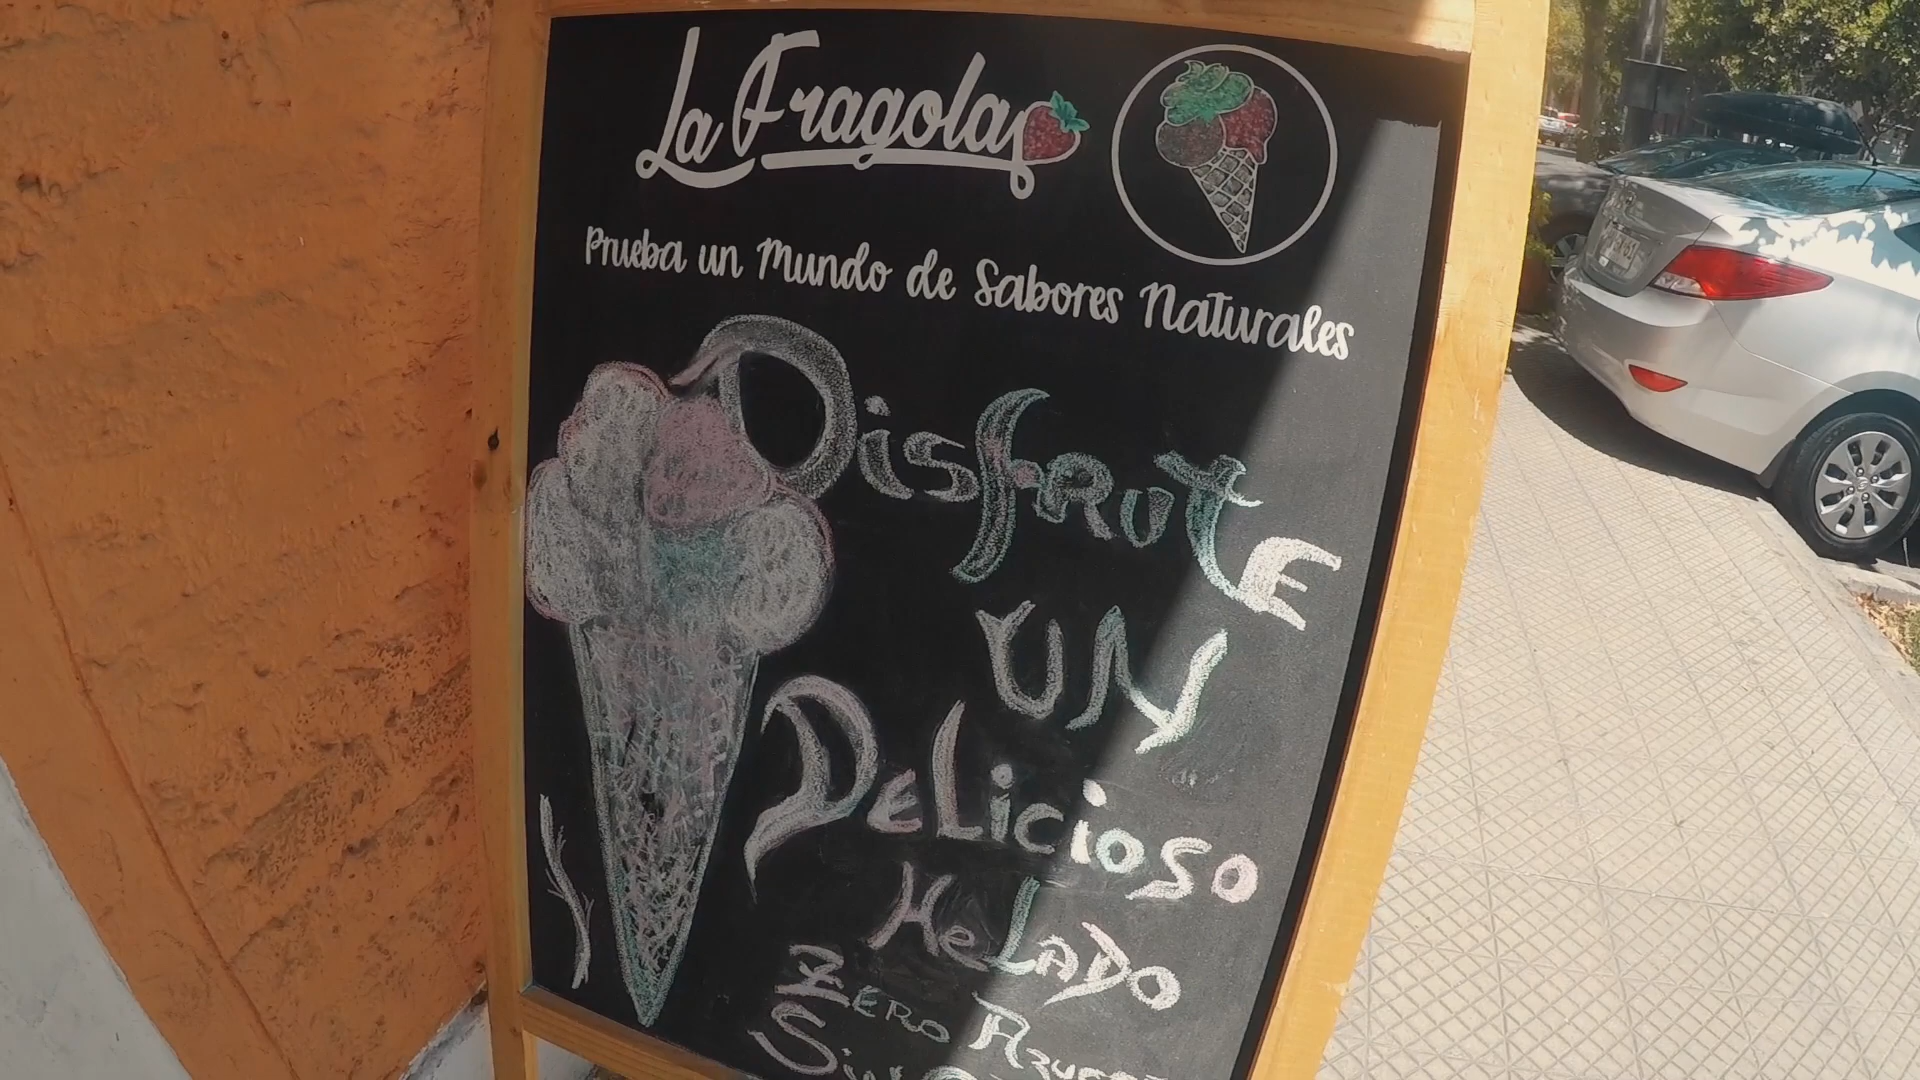 La Fragola
Prueba un Mundo de Sabores Naturales
Disfrute
UN
Delicioso
HeLADO
ZERO